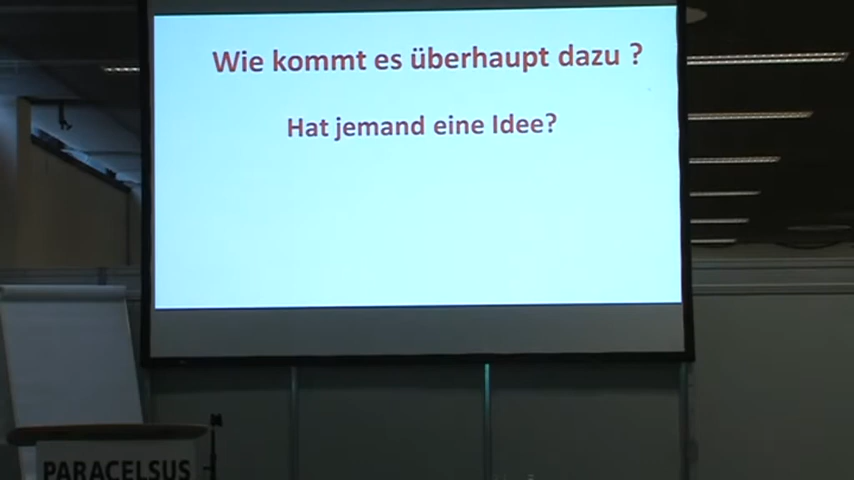 Wie kommt es überhaupt dazu ?
Hat jemand eine Idee?
PARACELSUS